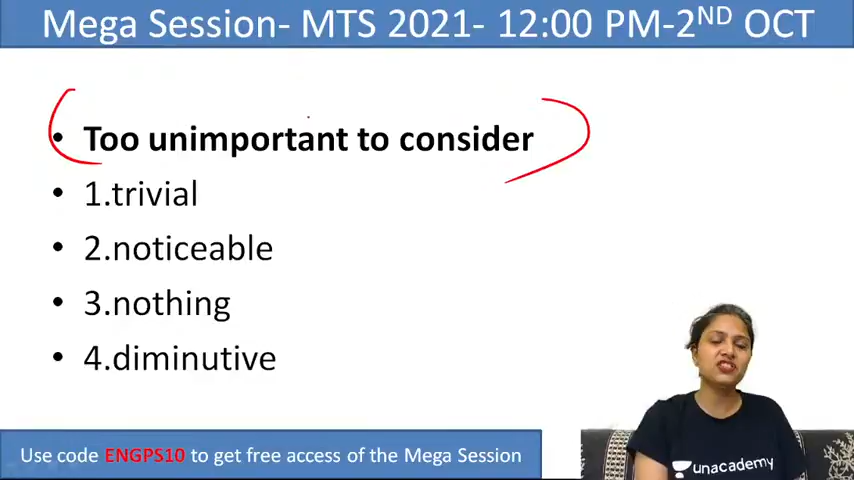 Mega Session- MTS 2021- 12:00 PM-2ND OCT
• Too unimportant to consider
• 1.trivial
• 2.noticeable
• 3.nothing
• 4.diminutive
unacademy
Use code ENGPS10 to get free access of the Mega Session